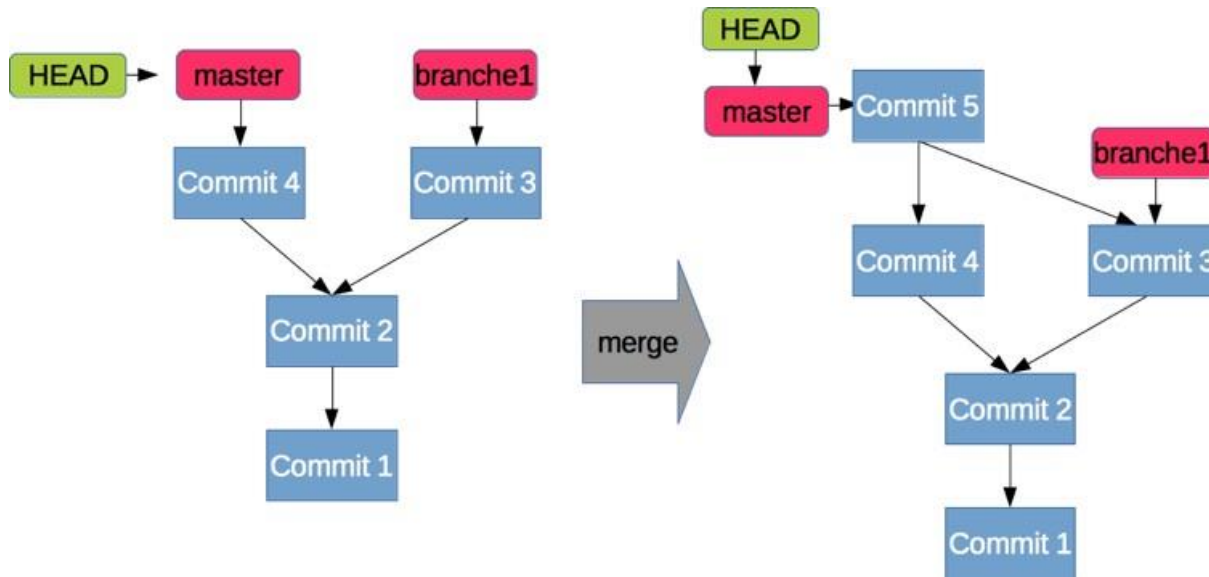 HEAD
master
branche1
Commit 4
Commit 3
Commit 2
Commit 1
merge
HEAD
master
Commit 5
branche1
Commit 4
Commit 3
Commit 2
Commit 1